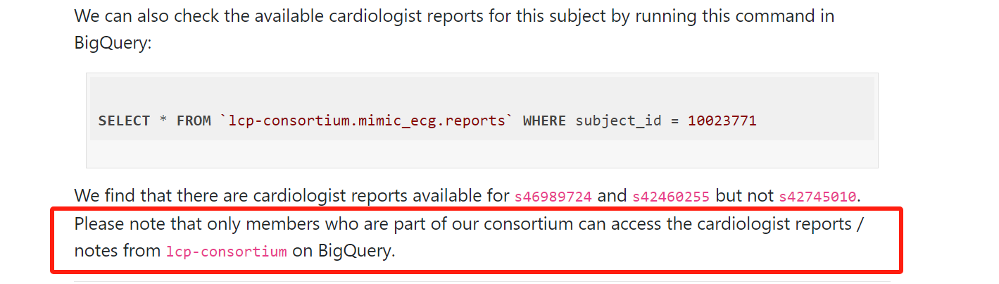 We can also check the available cardiologist reports for this subject by running this command in
BigQuery:
SELECT * FROM `lcp-consortium.mimic_ecg.reports` WHERE subject_id = 10023771
We find that there are cardiologist reports available for s46989724 and s42460255 but not s42745010.
Please note that only members who are part of our consortium can access the cardiologist reports /
notes from lcp-consortium on BigQuery.